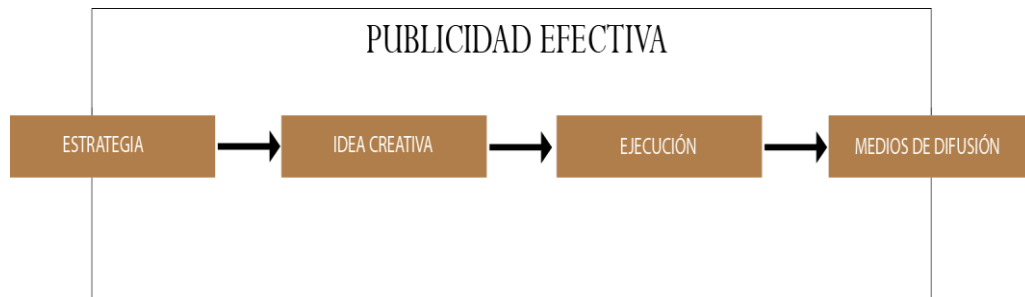 PUBLICIDAD EFECTIVA
ESTRATEGIA
IDEA CREATIVA
EJECUCIÓN
MEDIOS DE DIFUSIÓN